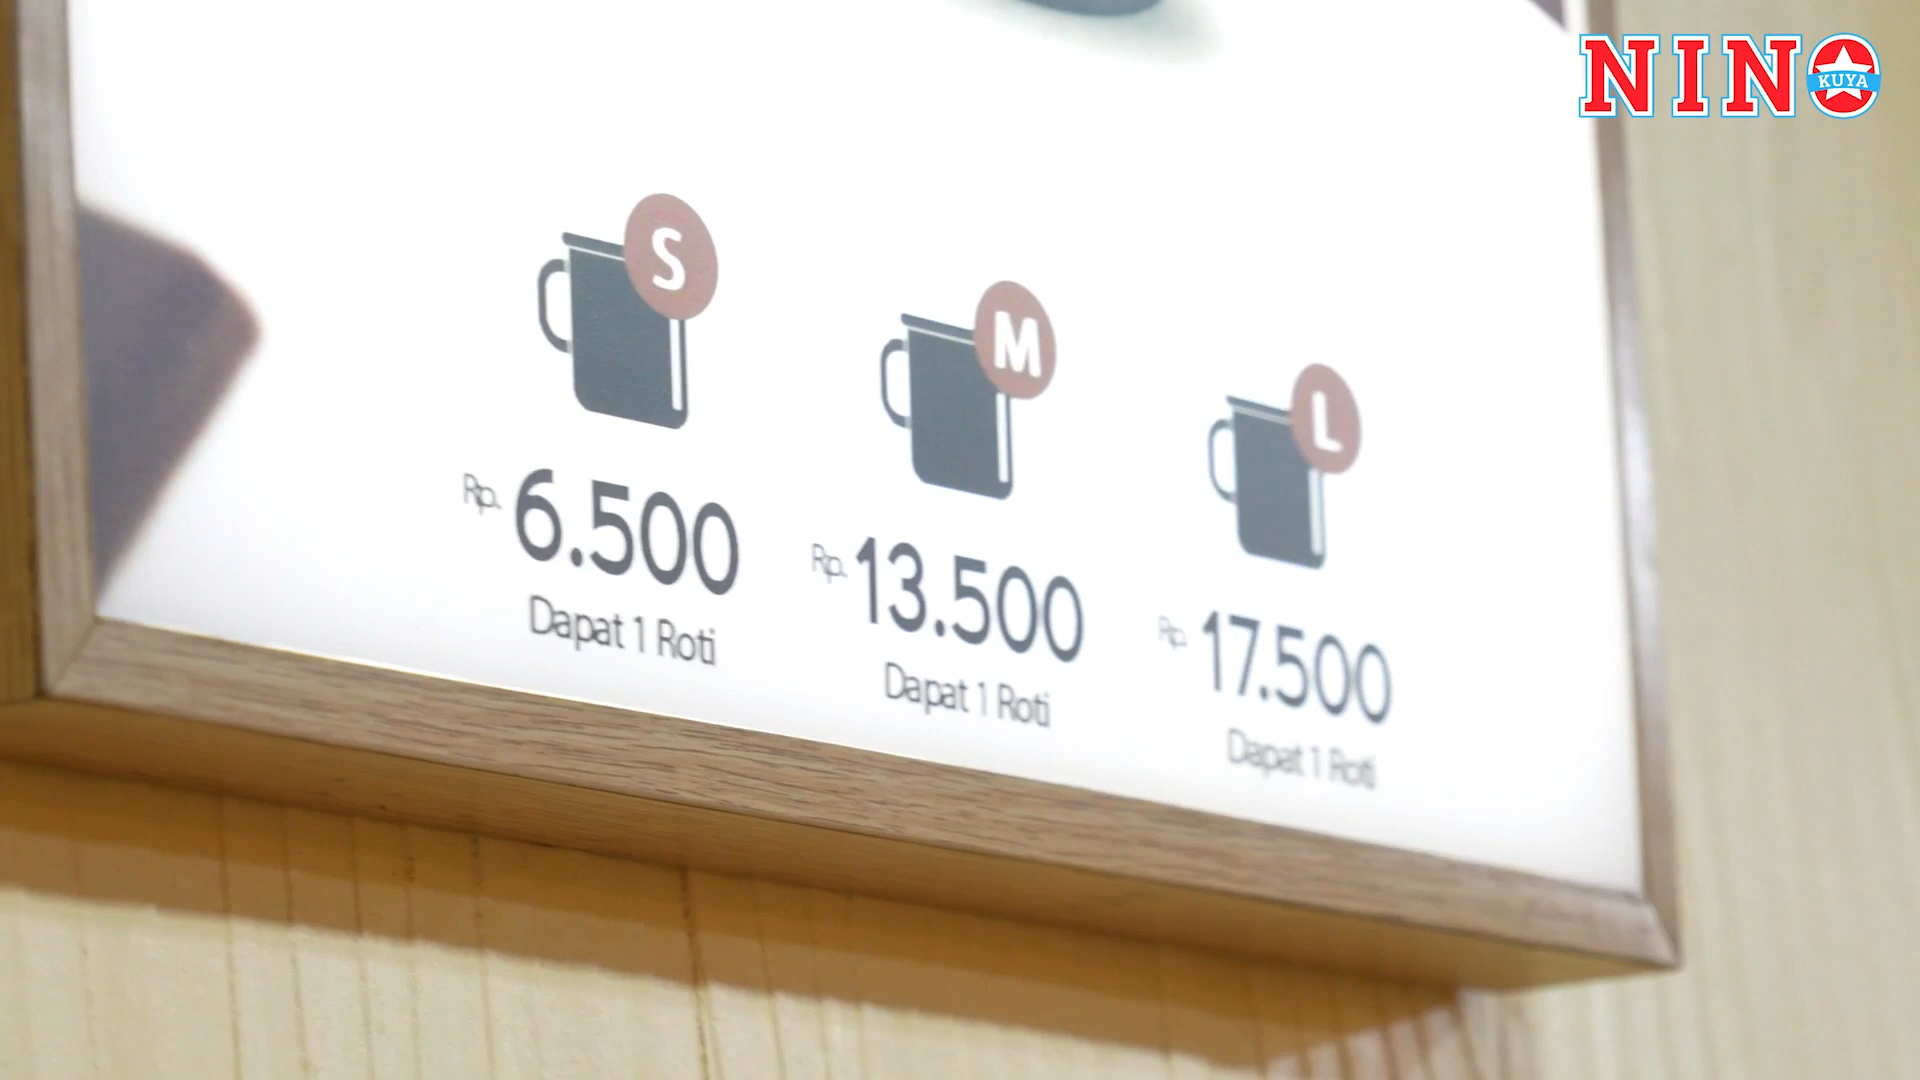 NINO
KUYA
S
M
L
Rp. 6.500
Dapat 1 Roti
Rp. 13.500
Dapat 1 Roti
Rp. 17.500
Dapat 1 Roti